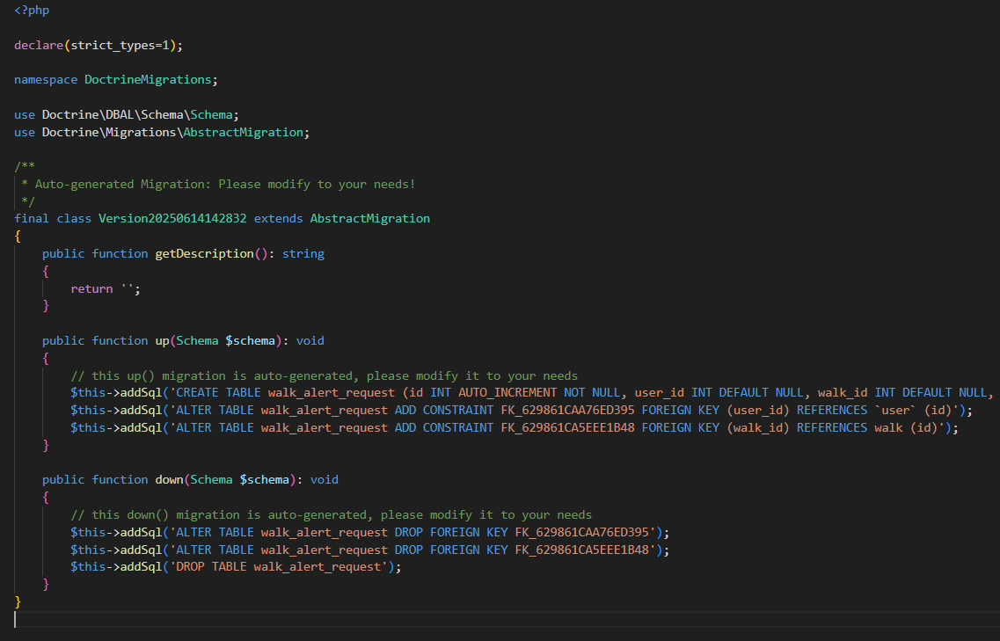 <?php
declare(strict_types=1);
namespace DoctrineMigrations;
use Doctrine\DBAL\Schema\Schema;
use Doctrine\Migrations\AbstractMigration;
/**
 * Auto-generated Migration: Please modify to your needs!
 */
final class Version20250614142832 extends AbstractMigration
{
    public function getDescription(): string
    {
        return '';
    }
    public function up(Schema $schema): void
    {
        // this up() migration is auto-generated, please modify it to your needs
        $this->addSql('CREATE TABLE walk_alert_request (id INT AUTO_INCREMENT NOT NULL, user_id INT DEFAULT NULL, walk_id INT DEFAULT NULL,
        $this->addSql('ALTER TABLE walk_alert_request ADD CONSTRAINT FK_629861CAA76ED395 FOREIGN KEY (user_id) REFERENCES `user` (id)');
        $this->addSql('ALTER TABLE walk_alert_request ADD CONSTRAINT FK_629861CA5EEE1B48 FOREIGN KEY (walk_id) REFERENCES walk (id)');
    }
    public function down(Schema $schema): void
    {
        // this down() migration is auto-generated, please modify it to your needs
        $this->addSql('ALTER TABLE walk_alert_request DROP FOREIGN KEY FK_629861CAA76ED395');
        $this->addSql('ALTER TABLE walk_alert_request DROP FOREIGN KEY FK_629861CA5EEE1B48');
        $this->addSql('DROP TABLE walk_alert_request');
    }
}